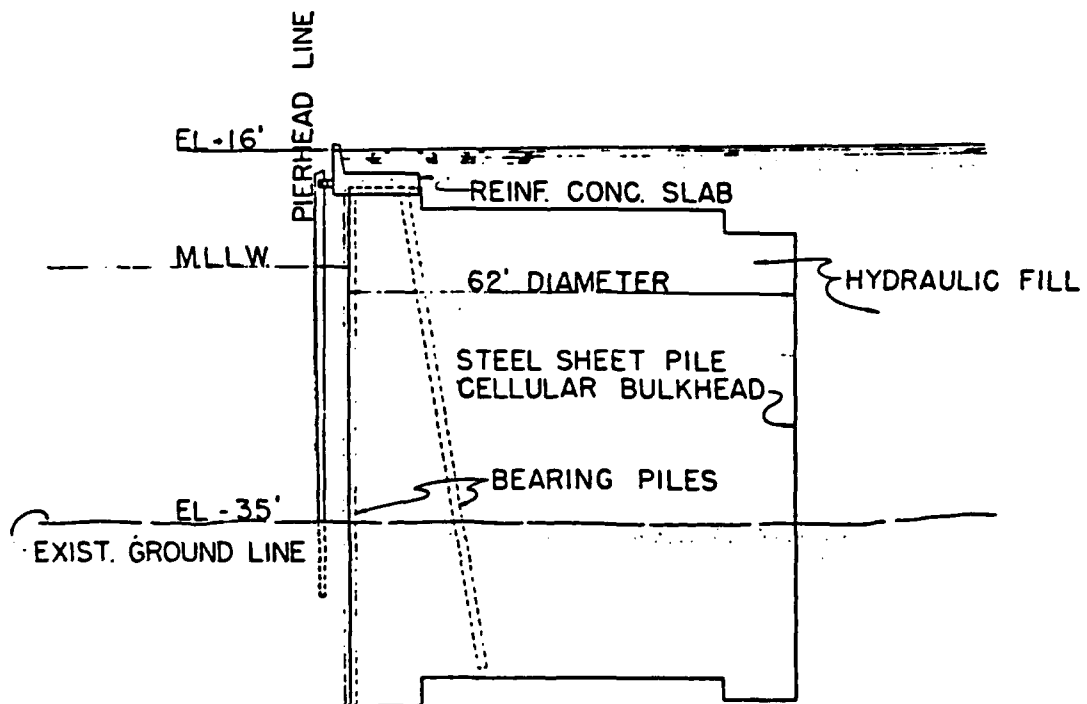 PIERHEAD LINE
EL-16'
REINF. CONC. SLAB
M.L.L.W.
62' DIAMETER
HYDRAULIC FILL
STEEL SHEET PILE
CELLULAR BULKHEAD
BEARING PILES
EL -35'
EXIST. GROUND LINE